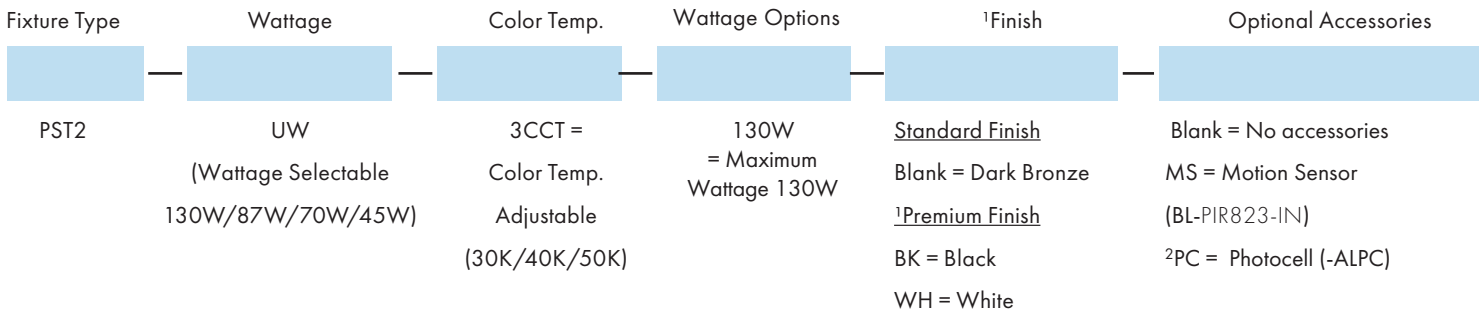 Fixture Type
Wattage
Color Temp.
Wattage Options
¹Finish
Optional Accessories
PST2
UW
(Wattage Selectable
130W/87W/70W/45W)
3CCT =
Color Temp.
Adjustable
(30K/40K/50K)
130W
= Maximum
Wattage 130W
Standard Finish
Blank = Dark Bronze
¹Premium Finish
BK = Black
WH = White
Blank = No accessories
MS = Motion Sensor
(BL-PIR823-IN)
²PC = Photocell (-ALPC)